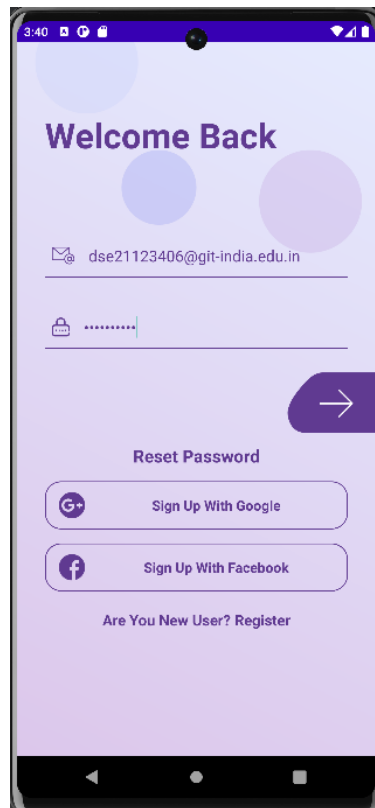 3:40
Welcome Back
dse21123406@git-india.edu.in
••••••••••
Reset Password
G+ Sign Up With Google
Sign Up With Facebook
Are You New User? Register